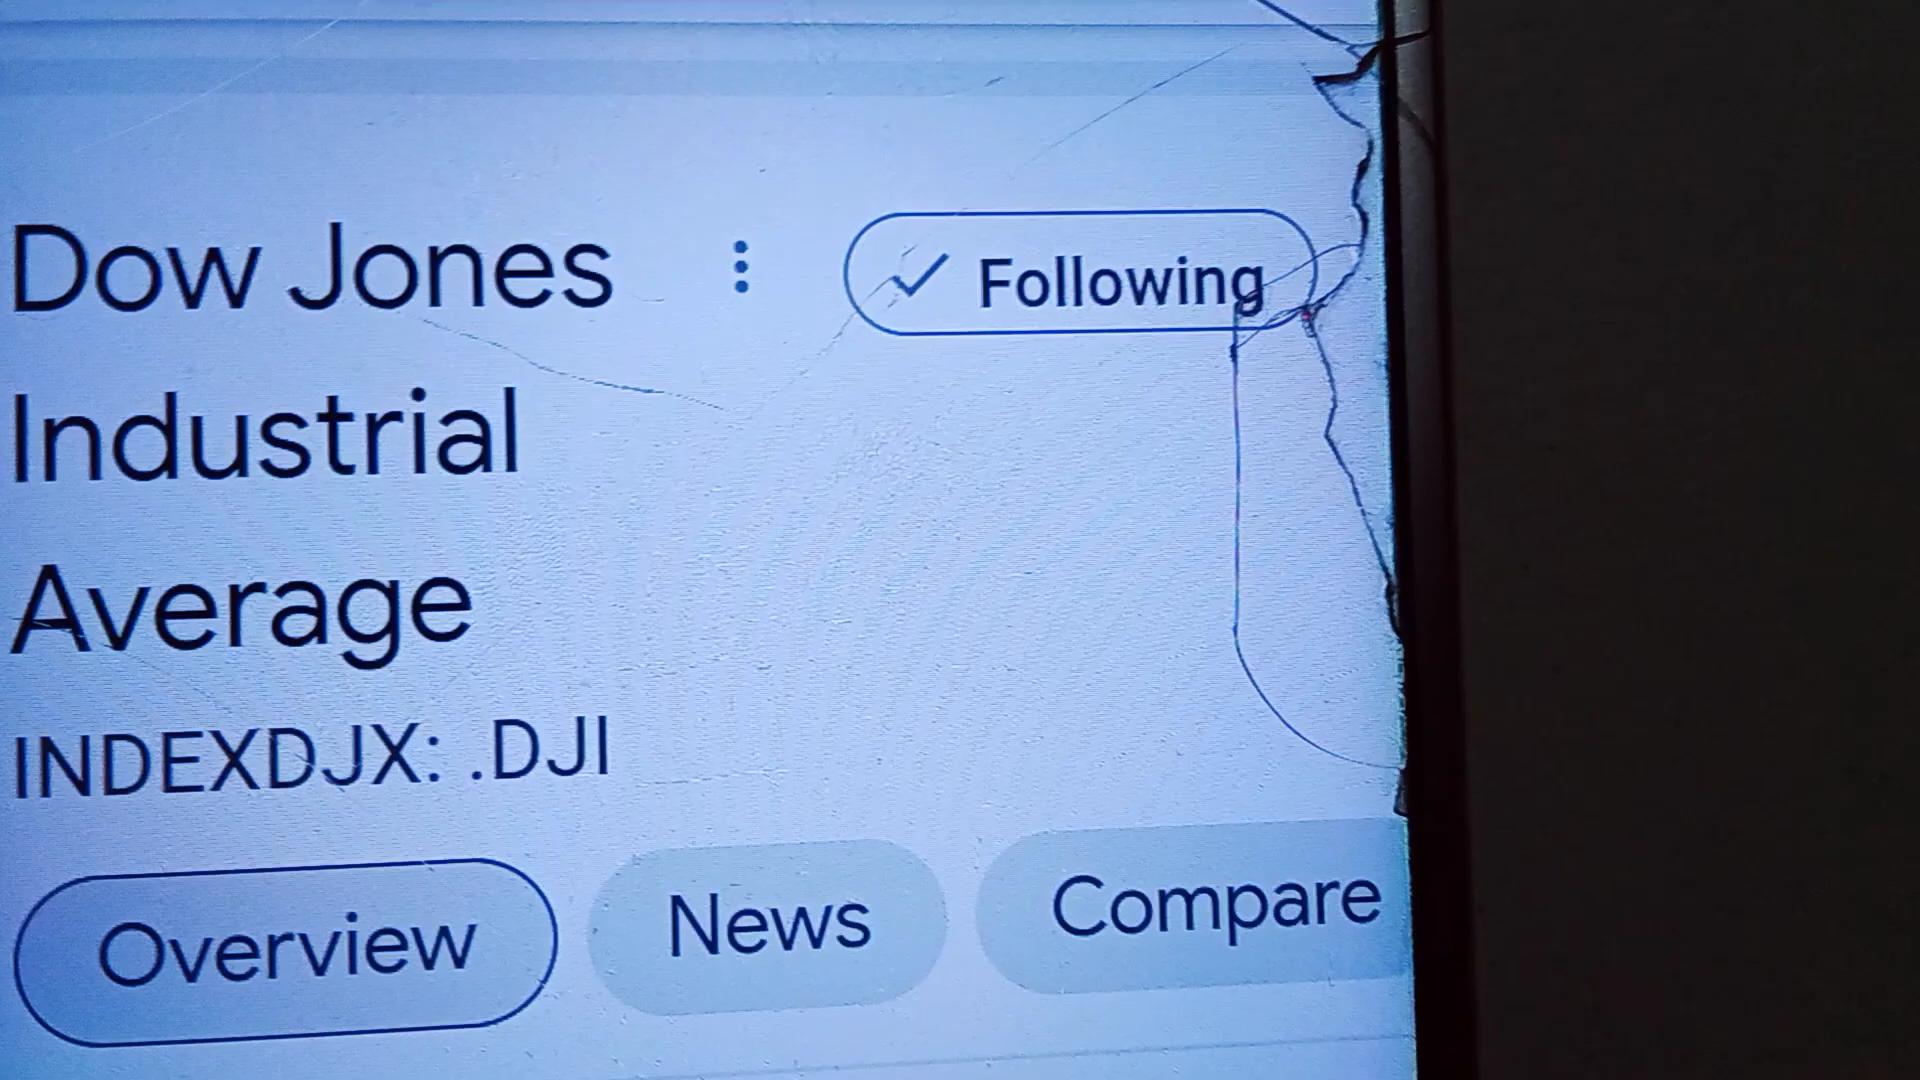 Dow Jones
Following
Industrial
Average
INDEXDJX: .DJI
Overview
News
Compare